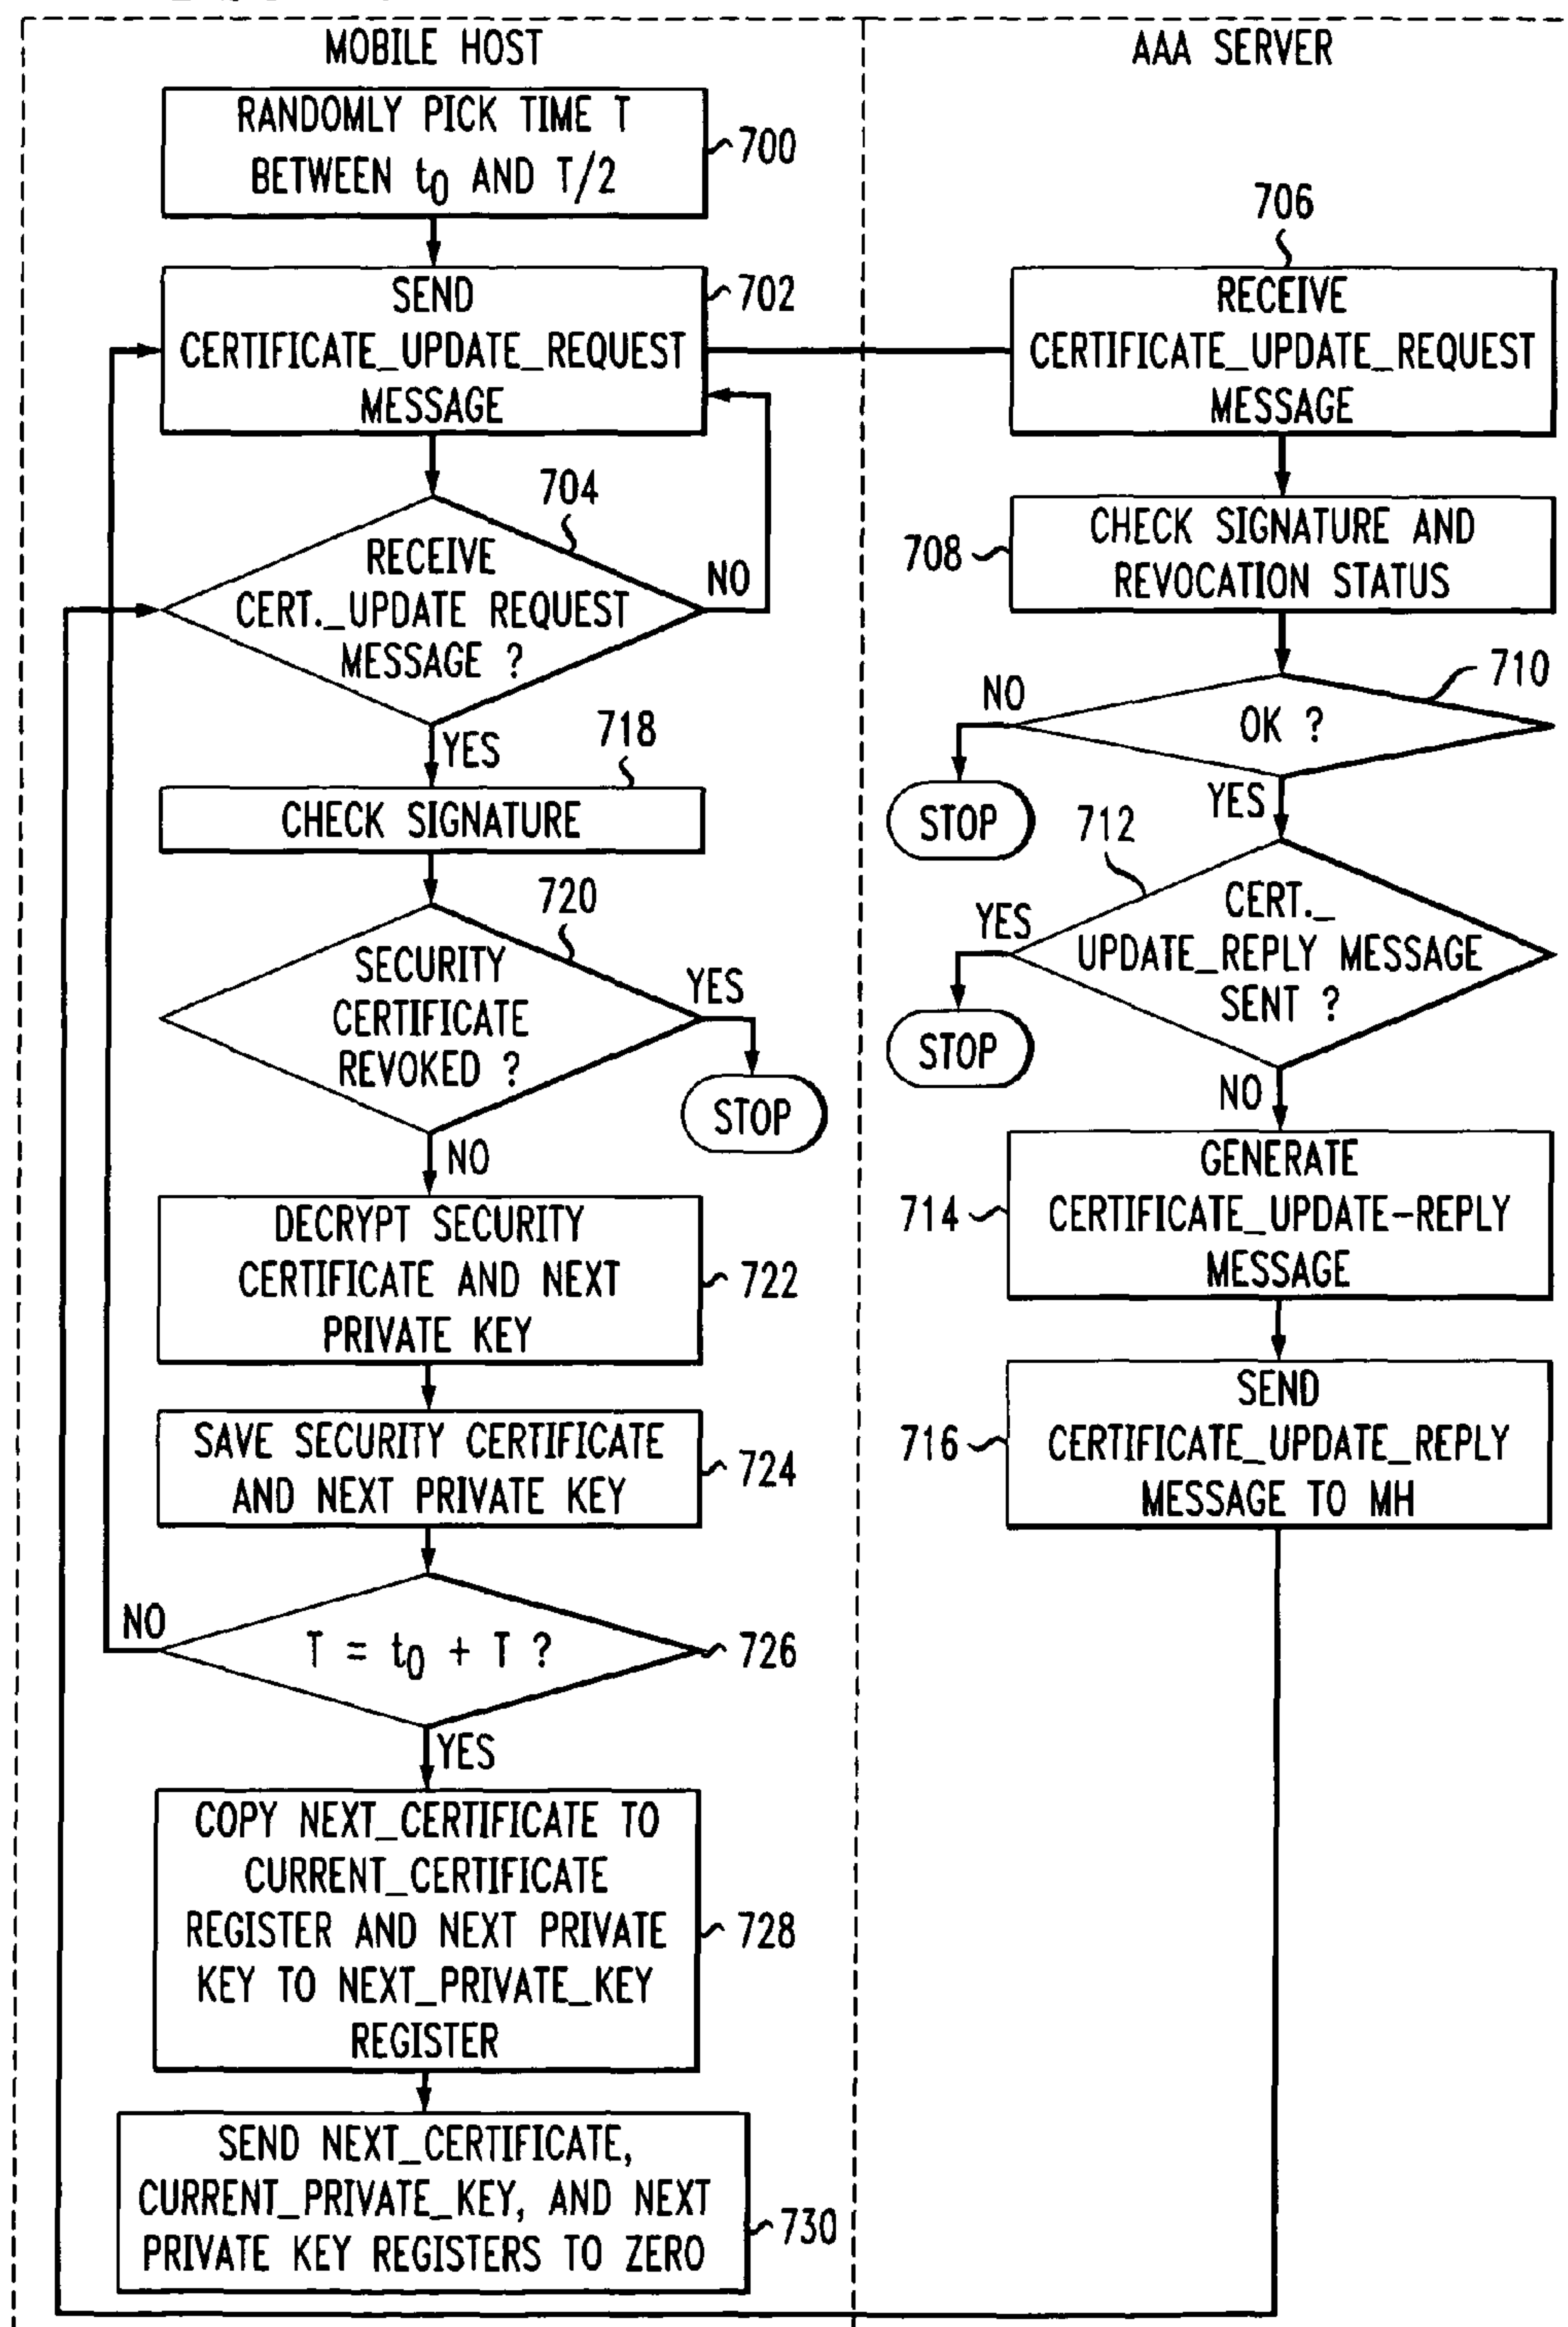 MOBILE HOST
RANDOMLY PICK TIME T
BETWEEN t0 AND T/2
700
SEND
CERTIFICATE_UPDATE_REQUEST
MESSAGE
702
704
RECEIVE
CERT._UPDATE REQUEST
MESSAGE ?
NO
YES
718
CHECK SIGNATURE
720
SECURITY
CERTIFICATE
REVOKED ?
YES
STOP
NO
DECRYPT SECURITY
CERTIFICATE AND NEXT
PRIVATE KEY
722
SAVE SECURITY CERTIFICATE
AND NEXT PRIVATE KEY
724
NO
T = t0 + T ?
726
YES
COPY NEXT_CERTIFICATE TO
CURRENT_CERTIFICATE
REGISTER AND NEXT PRIVATE
KEY TO NEXT_PRIVATE_KEY
REGISTER
728
SEND NEXT_CERTIFICATE,
CURRENT_PRIVATE_KEY, AND NEXT
PRIVATE KEY REGISTERS TO ZERO
730
AAA SERVER
706
RECEIVE
CERTIFICATE_UPDATE_REQUEST
MESSAGE
708
CHECK SIGNATURE AND
REVOCATION STATUS
710
NO
OK ?
STOP
YES
712
YES
CERT._
UPDATE_REPLY MESSAGE
SENT ?
STOP
NO
714
GENERATE
CERTIFICATE_UPDATE-REPLY
MESSAGE
716
SEND
CERTIFICATE_UPDATE_REPLY
MESSAGE TO MH